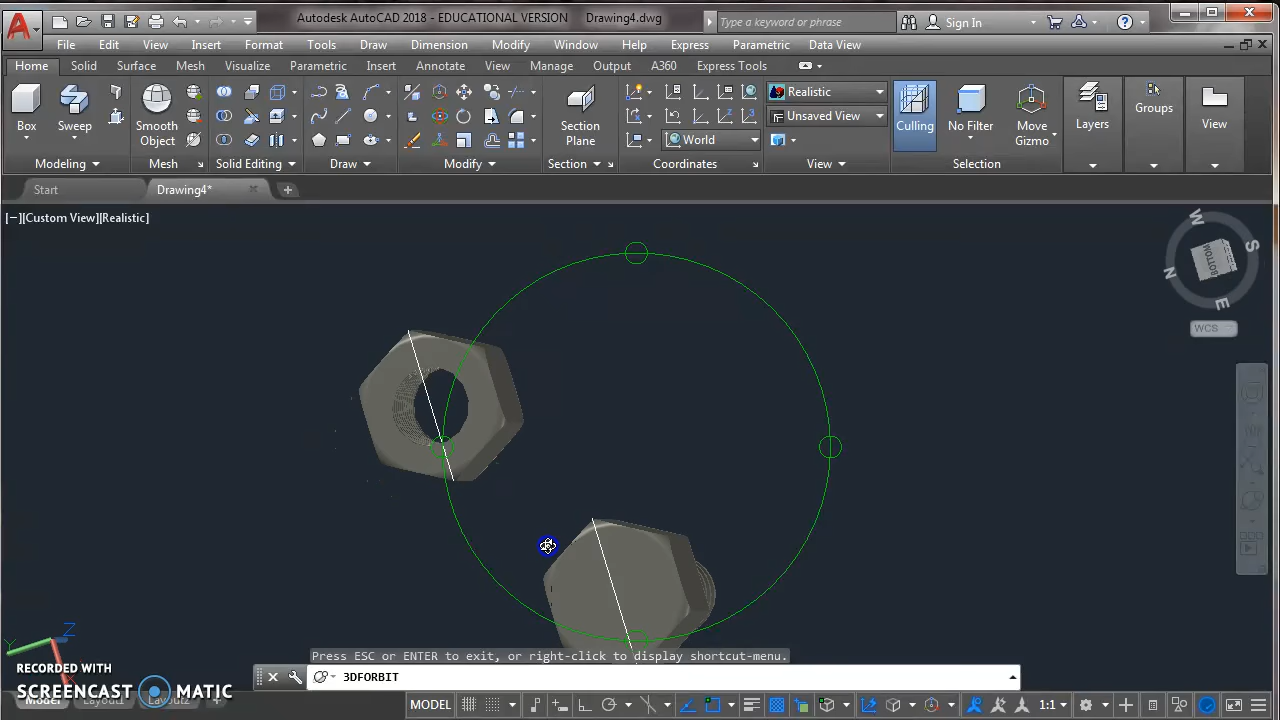 Autodesk AutoCAD 2018 - EDUCATIONAL VERSION Drawing4.dwg Type a keyword or phrase Sign In
File Edit View Insert Format Tools Draw Dimension Modify Window Help Express Parametric Data View
Home Solid Surface Mesh Visualize Parametric Insert Annotate View Manage Output A360 Express Tools
Box Sweep Smooth Object Section Plane Realistic Unsaved View World Culling No Filter Move Gizmo Layers Groups View
Modeling Mesh Solid Editing Draw Modify Section Coordinates View Selection
Start Drawing4*
[−][Custom View][Realistic]
W S
BOTTOM
N E
WCS
Y Z
RECORDED WITH
SCREENCAST MATIC
Press ESC or ENTER to exit, or right-click to display shortcut-menu.
3DFORBIT
Model Layout1 Layout2 MODEL 1:1